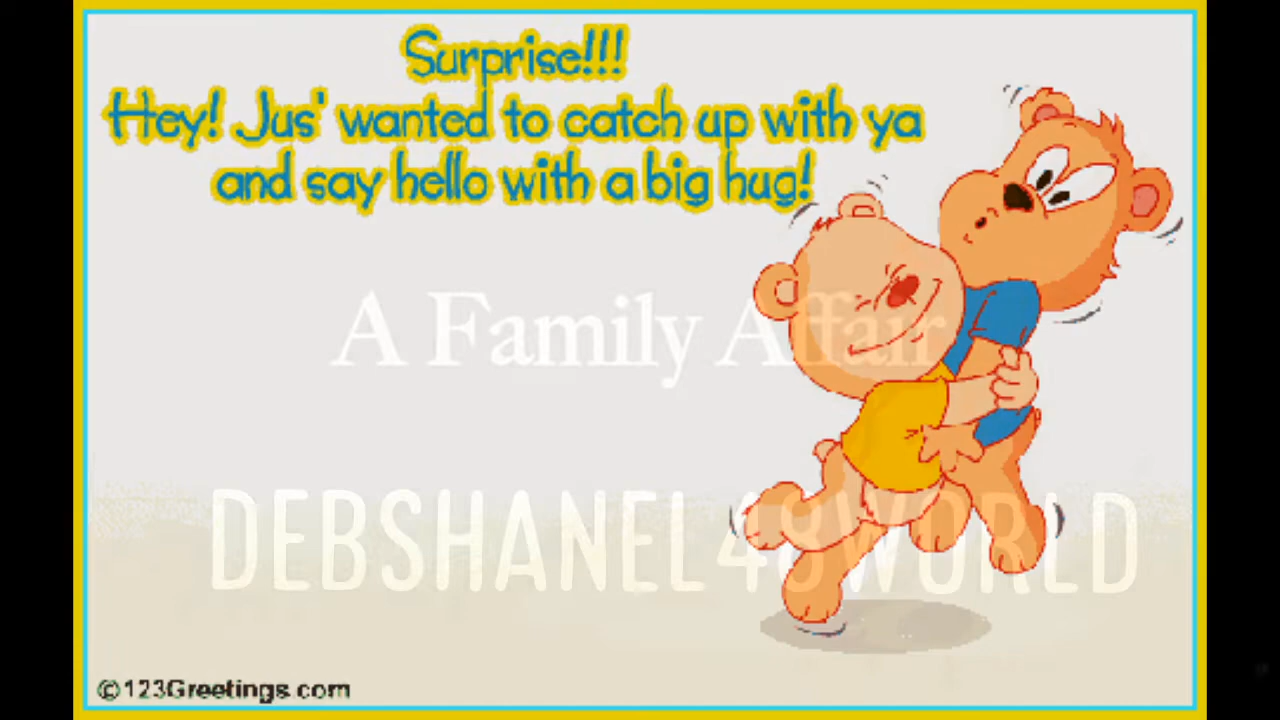 Surprise!!!
Hey! Jus' wanted to catch up with ya
and say hello with a big hug!
A Family Affair
DEBSHANEL48WORLD
©123Greetings.com